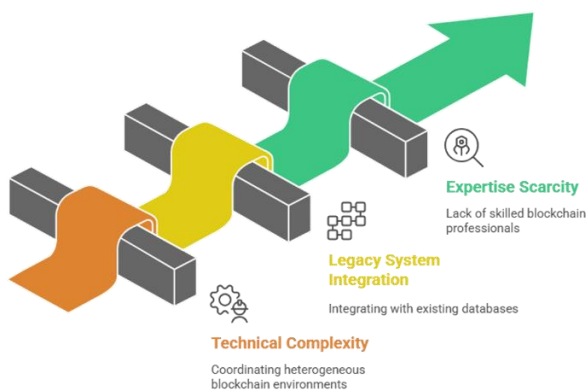 Expertise Scarcity
Lack of skilled blockchain
professionals
Legacy System
Integration
Integrating with existing databases
Technical Complexity
Coordinating heterogeneous
blockchain environments